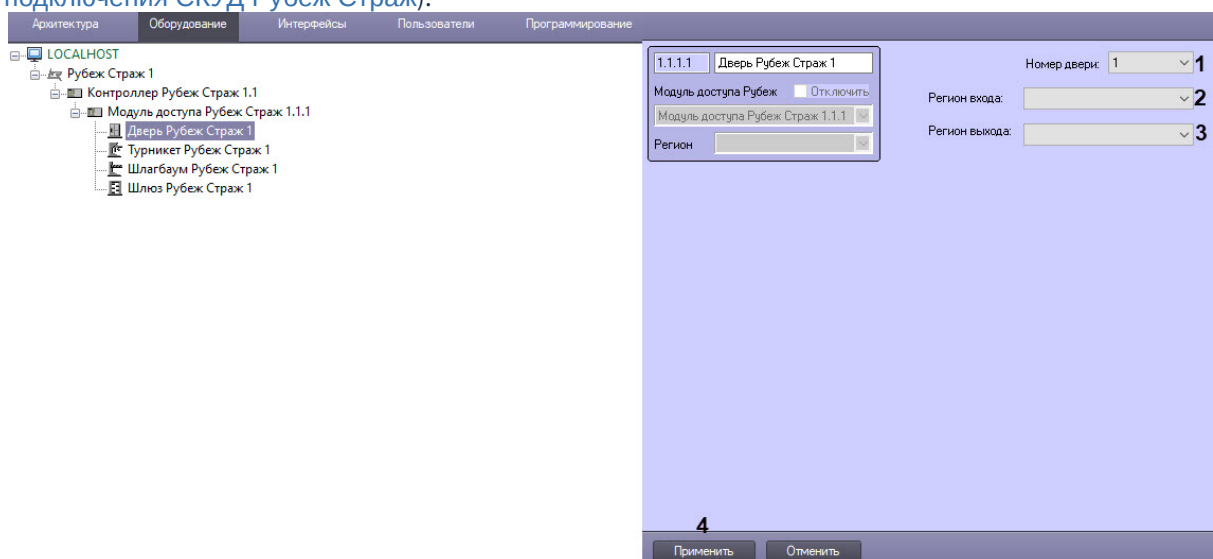 подключения СКУД Рубеж Страж).
Архитектура Оборудование Интерфейсы Пользователи Программирование
LOCALHOST
Рубеж Страж 1
Контроллер Рубеж Страж 1.1
Модуль доступа Рубеж Страж 1.1.1
Дверь Рубеж Страж 1
Турникет Рубеж Страж 1
Шлагбаум Рубеж Страж 1
Шлюз Рубеж Страж 1
1.1.1.1 Дверь Рубеж Страж 1
Модуль доступа Рубеж Отключить
Модуль доступа Рубеж Страж 1.1.1
Регион
Номер двери: 1 1
Регион входа: 2
Регион выхода: 3
4
Применить Отменить